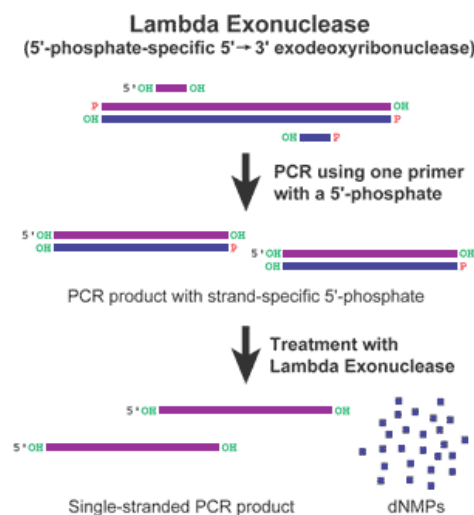 Lambda Exonuclease
(5'-phosphate-specific 5'→ 3' exodeoxyribonuclease)
5'OH OH
P OH
OH P
OH P
PCR using one primer
with a 5'-phosphate
5'OH OH
OH P
5'OH OH
OH P
PCR product with strand-specific 5'-phosphate
Treatment with
Lambda Exonuclease
5'OH OH
5'OH OH
Single-stranded PCR product dNMPs